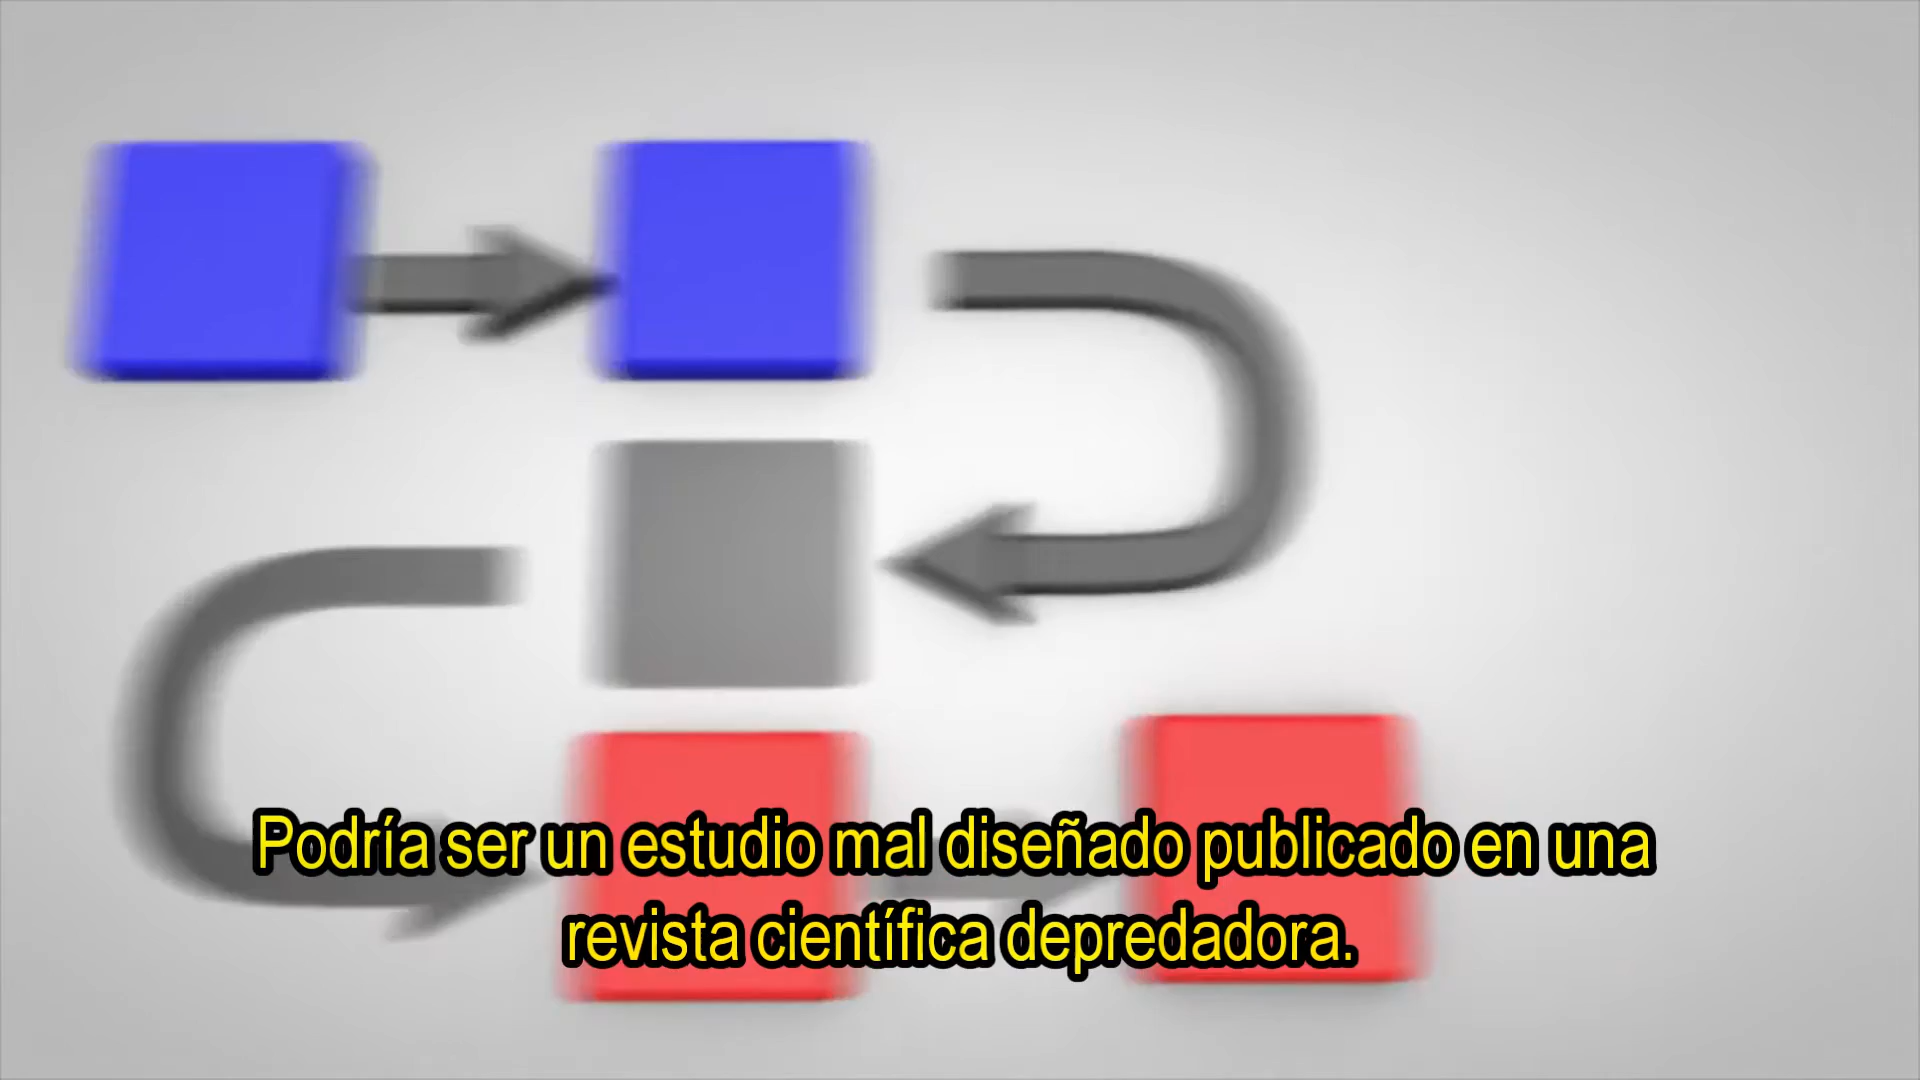 Podría ser un estudio mal diseñado publicado en una
revista científica depredadora.